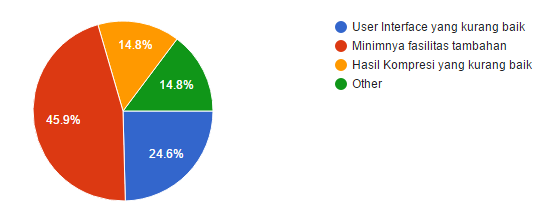 14.8%
14.8%
45.9%
24.6%
User Interface yang kurang baik
Minimnya fasilitas tambahan
Hasil Kompresi yang kurang baik
Other